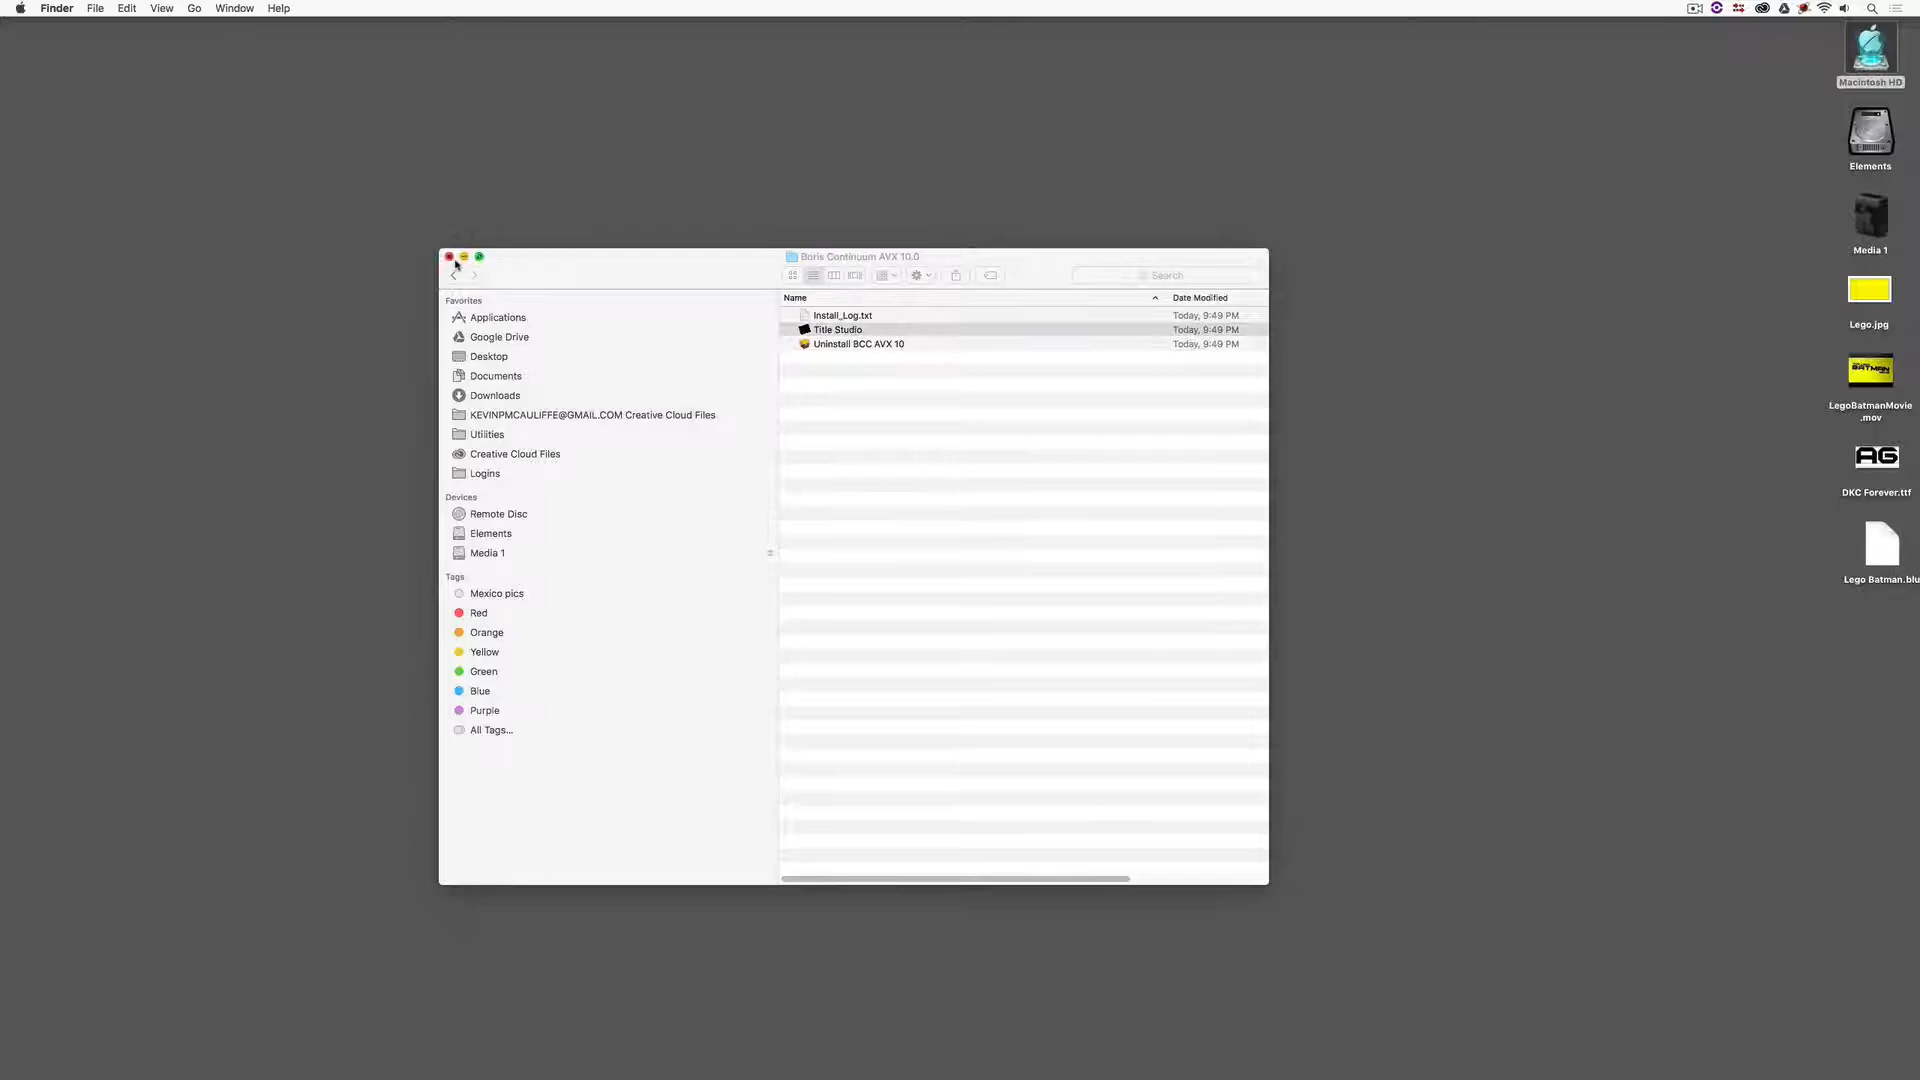 Finder File Edit View Go Window Help
Macintosh HD
Elements
Media 1
Lego.jpg
LegoBatmanMovie
.mov
AG
DKC Forever.ttf
Lego Batman.blu
Boris Continuum AVX 10.0
Search
Favorites
Applications
Google Drive
Desktop
Documents
Downloads
KEVINPMCAULIFFE@GMAIL.COM Creative Cloud Files
Utilities
Creative Cloud Files
Logins
Devices
Remote Disc
Elements
Media 1
Tags
Mexico pics
Red
Orange
Yellow
Green
Blue
Purple
All Tags...
Name Date Modified
Install_Log.txt Today, 9:49 PM
Title Studio Today, 9:49 PM
Uninstall BCC AVX 10 Today, 9:49 PM